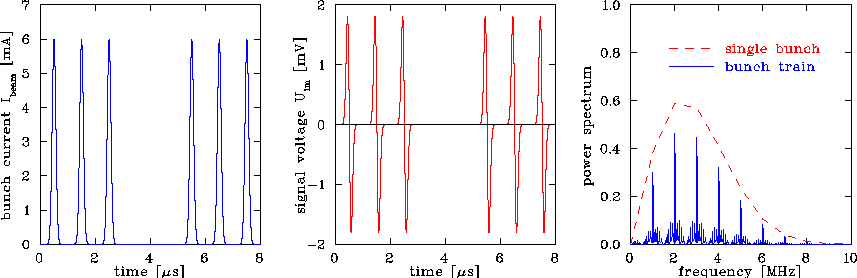 bunch current I_beam [mA]
7
6
5
4
3
2
1
0
0 2 4 6 8
time [μs]
signal voltage U_im [mV]
2
1
0
−1
−2
0 2 4 6 8
time [μs]
power spectrum
1.0
0.8
0.6
0.4
0.2
0.0
single bunch
bunch train
0 2 4 6 8 10
frequency [MHz